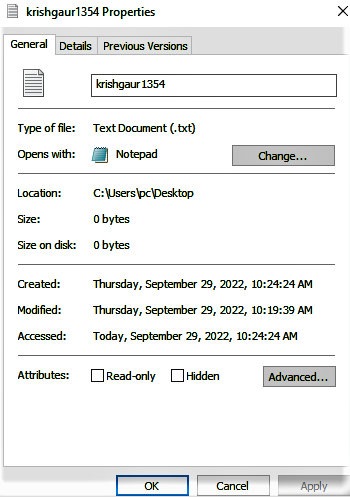 krishgaur1354 Properties
General Details Previous Versions
krishgaur1354
Type of file: Text Document (.txt)
Opens with: Notepad Change...
Location: C:\Users\pc\Desktop
Size: 0 bytes
Size on disk: 0 bytes
Created: Thursday, September 29, 2022, 10:24:24 AM
Modified: Thursday, September 29, 2022, 10:19:39 AM
Accessed: Today, September 29, 2022, 10:24:24 AM
Attributes: Read-only Hidden Advanced...
OK Cancel Apply